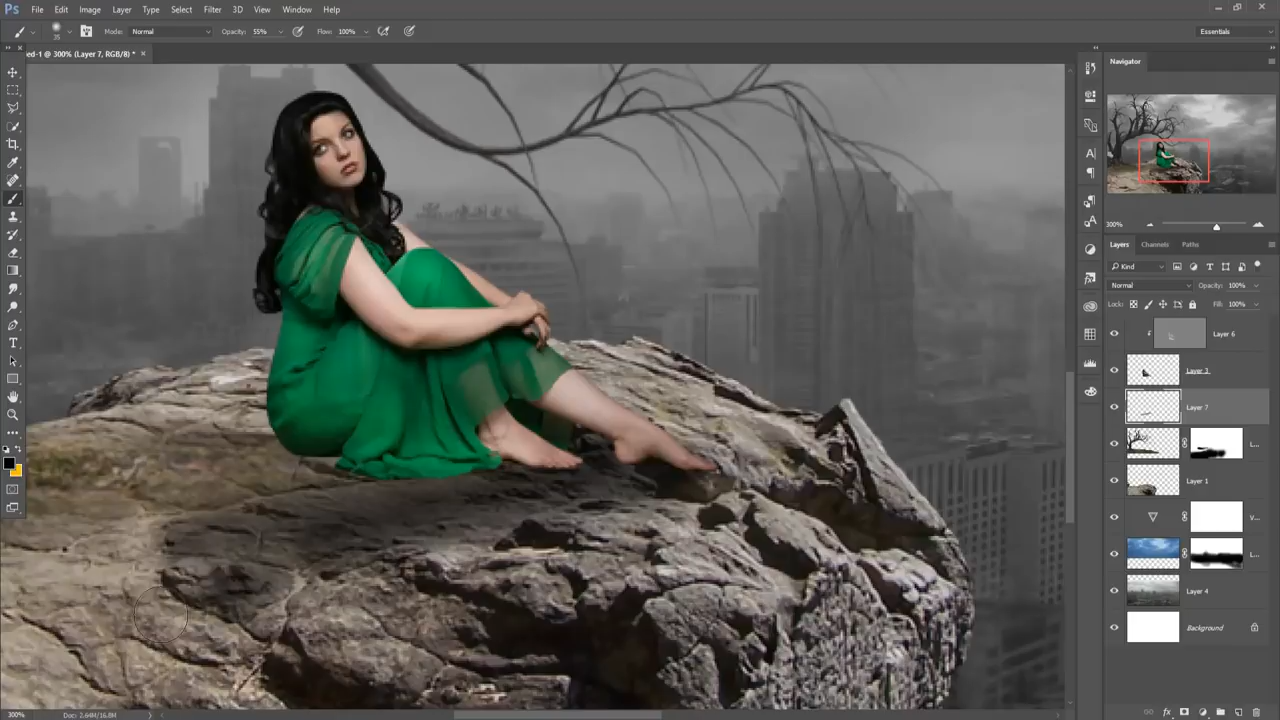 Ps File Edit Image Layer Type Select Filter 3D View Window Help
35 Mode: Normal Opacity: 55% Flow: 100% Essentials
ed-1 @ 300% (Layer 7, RGB/8) * ×
Navigator
300%
Layers Channels Paths
Kind
Normal Opacity: 100%
Lock: Fill: 100%
Layer 6
Layer 3
Layer 7
L...
Layer 1
V...
L...
Layer 4
Background
300% Doc: 2.64M/16.8M